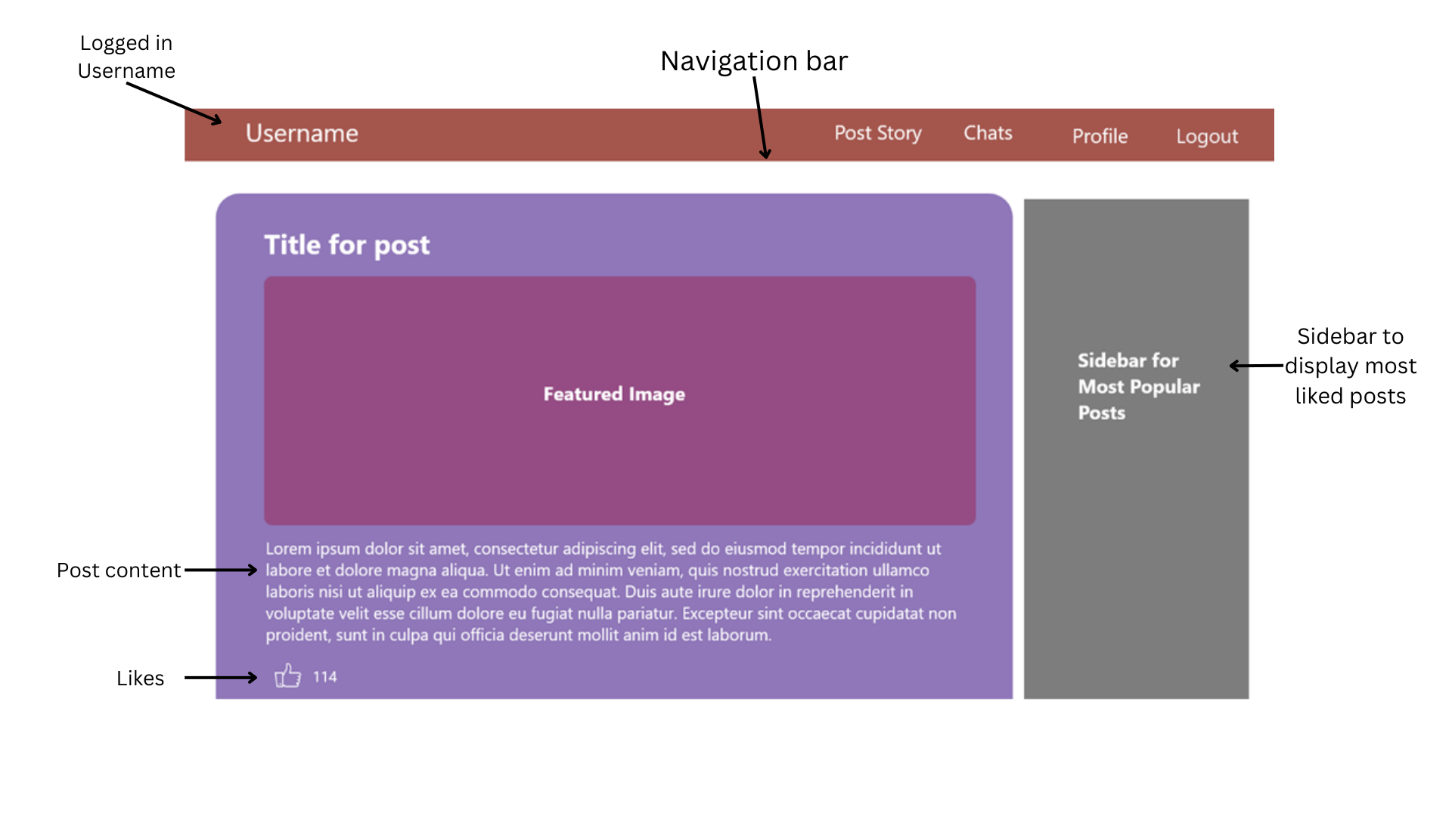 Logged in
Username
Navigation bar
Username
Post Story
Chats
Profile
Logout
Title for post
Featured Image
Sidebar for
Most Popular
Posts
Sidebar to
display most
liked posts
Post content
Lorem ipsum dolor sit amet, consectetur adipiscing elit, sed do eiusmod tempor incididunt ut
labore et dolore magna aliqua. Ut enim ad minim veniam, quis nostrud exercitation ullamco
laboris nisi ut aliquip ex ea commodo consequat. Duis aute irure dolor in reprehenderit in
voluptate velit esse cillum dolore eu fugiat nulla pariatur. Excepteur sint occaecat cupidatat non
proident, sunt in culpa qui officia deserunt mollit anim id est laborum.
Likes
114